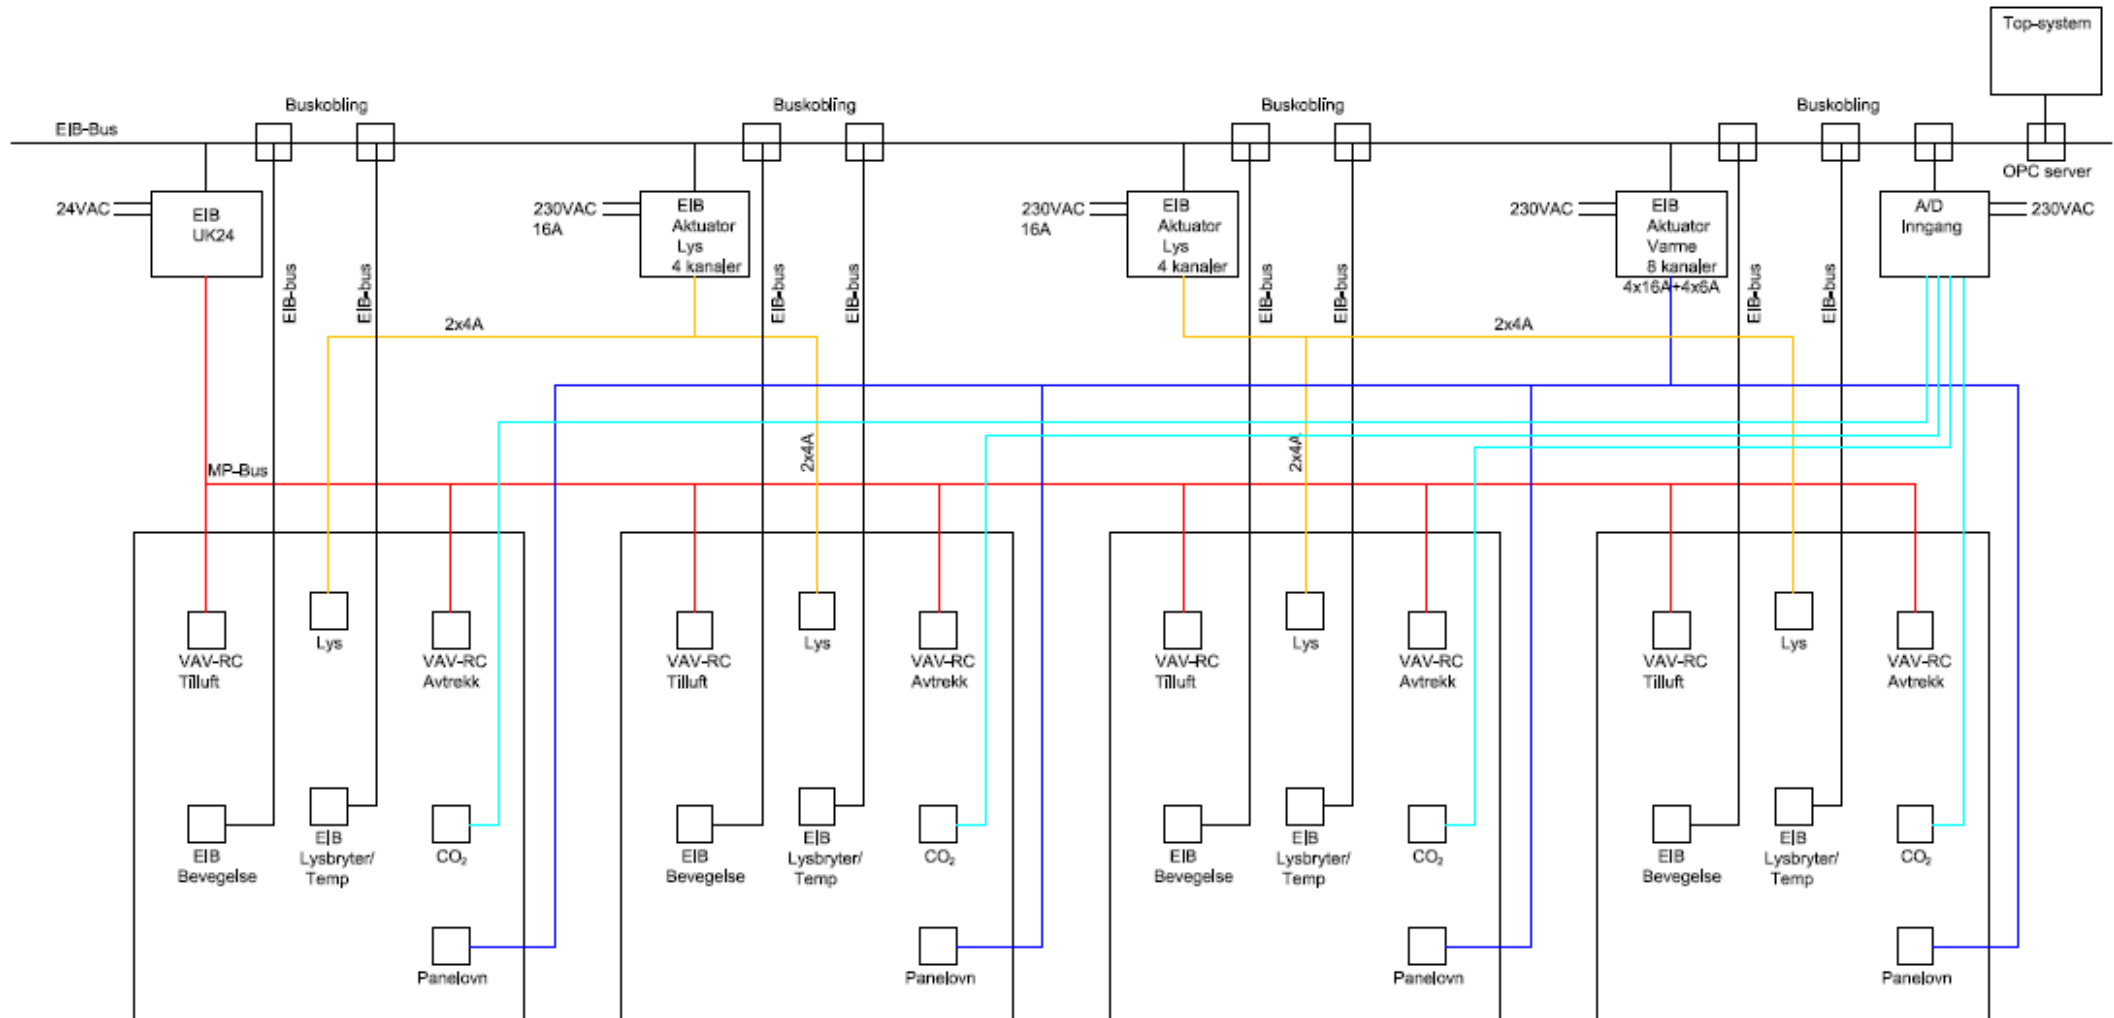 Top-system
Buskobling
Buskobling
Buskobling
Buskobling
EIB-Bus
OPC server
24VAC
EIB
UK24
230VAC
16A
EIB
Aktuator
Lys
4 kanaler
230VAC
16A
EIB
Aktuator
Lys
4 kanaler
230VAC
EIB
Aktuator
Varme
8 kanaler
4x16A+4x6A
A/D
Inngang
230VAC
EIB-bus
EIB-bus
EIB-bus
EIB-bus
EIB-bus
EIB-bus
EIB-bus
EIB-bus
2x4A
2x4A
2x4A
2x4A
MP-Bus
VAV-RC
Tilluft
Lys
VAV-RC
Avtrekk
VAV-RC
Tilluft
Lys
VAV-RC
Avtrekk
VAV-RC
Tilluft
Lys
VAV-RC
Avtrekk
VAV-RC
Tilluft
Lys
VAV-RC
Avtrekk
EIB
Bevegelse
EIB
Lysbryter/
Temp
CO₂
EIB
Bevegelse
EIB
Lysbryter/
Temp
CO₂
EIB
Bevegelse
EIB
Lysbryter/
Temp
CO₂
EIB
Bevegelse
EIB
Lysbryter/
Temp
CO₂
Panelovn
Panelovn
Panelovn
Panelovn